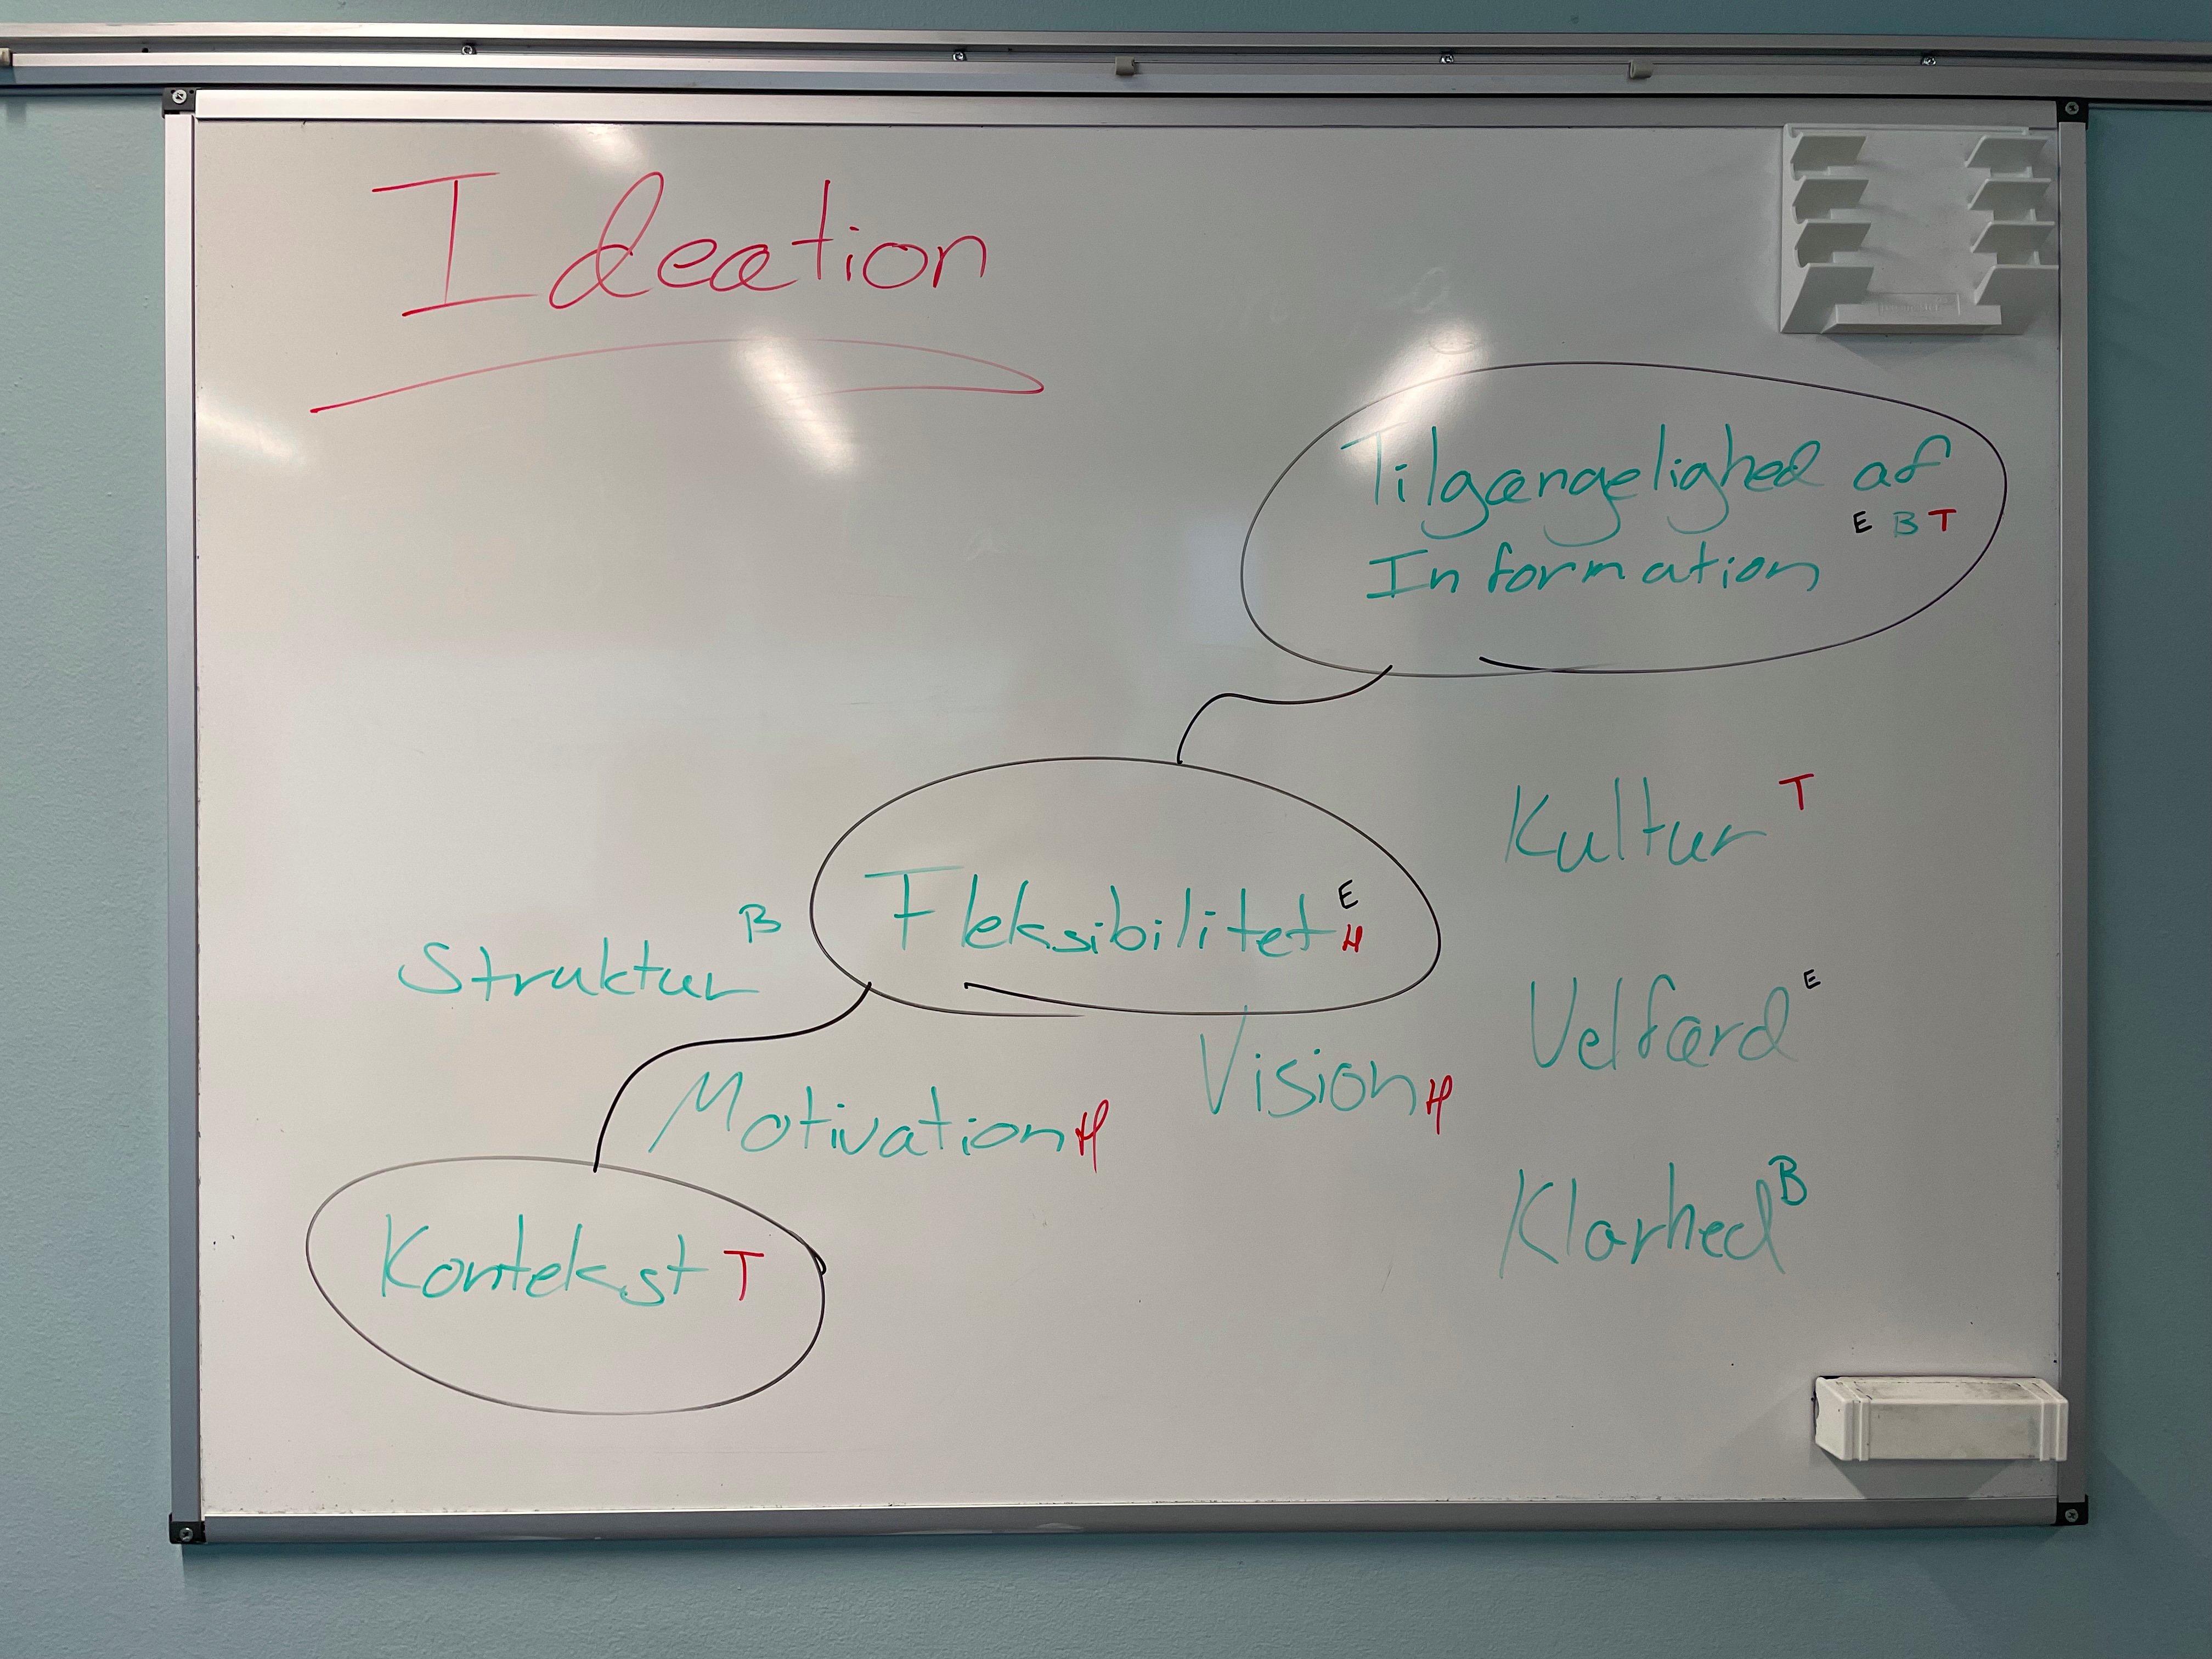 Ideation
Tilgængelighed af
E B T
Information
Kultur T
Fleksibilitet E H
Struktur B
Velfærd E
Vision H
Motivation H
Klarhed B
Kontekst T